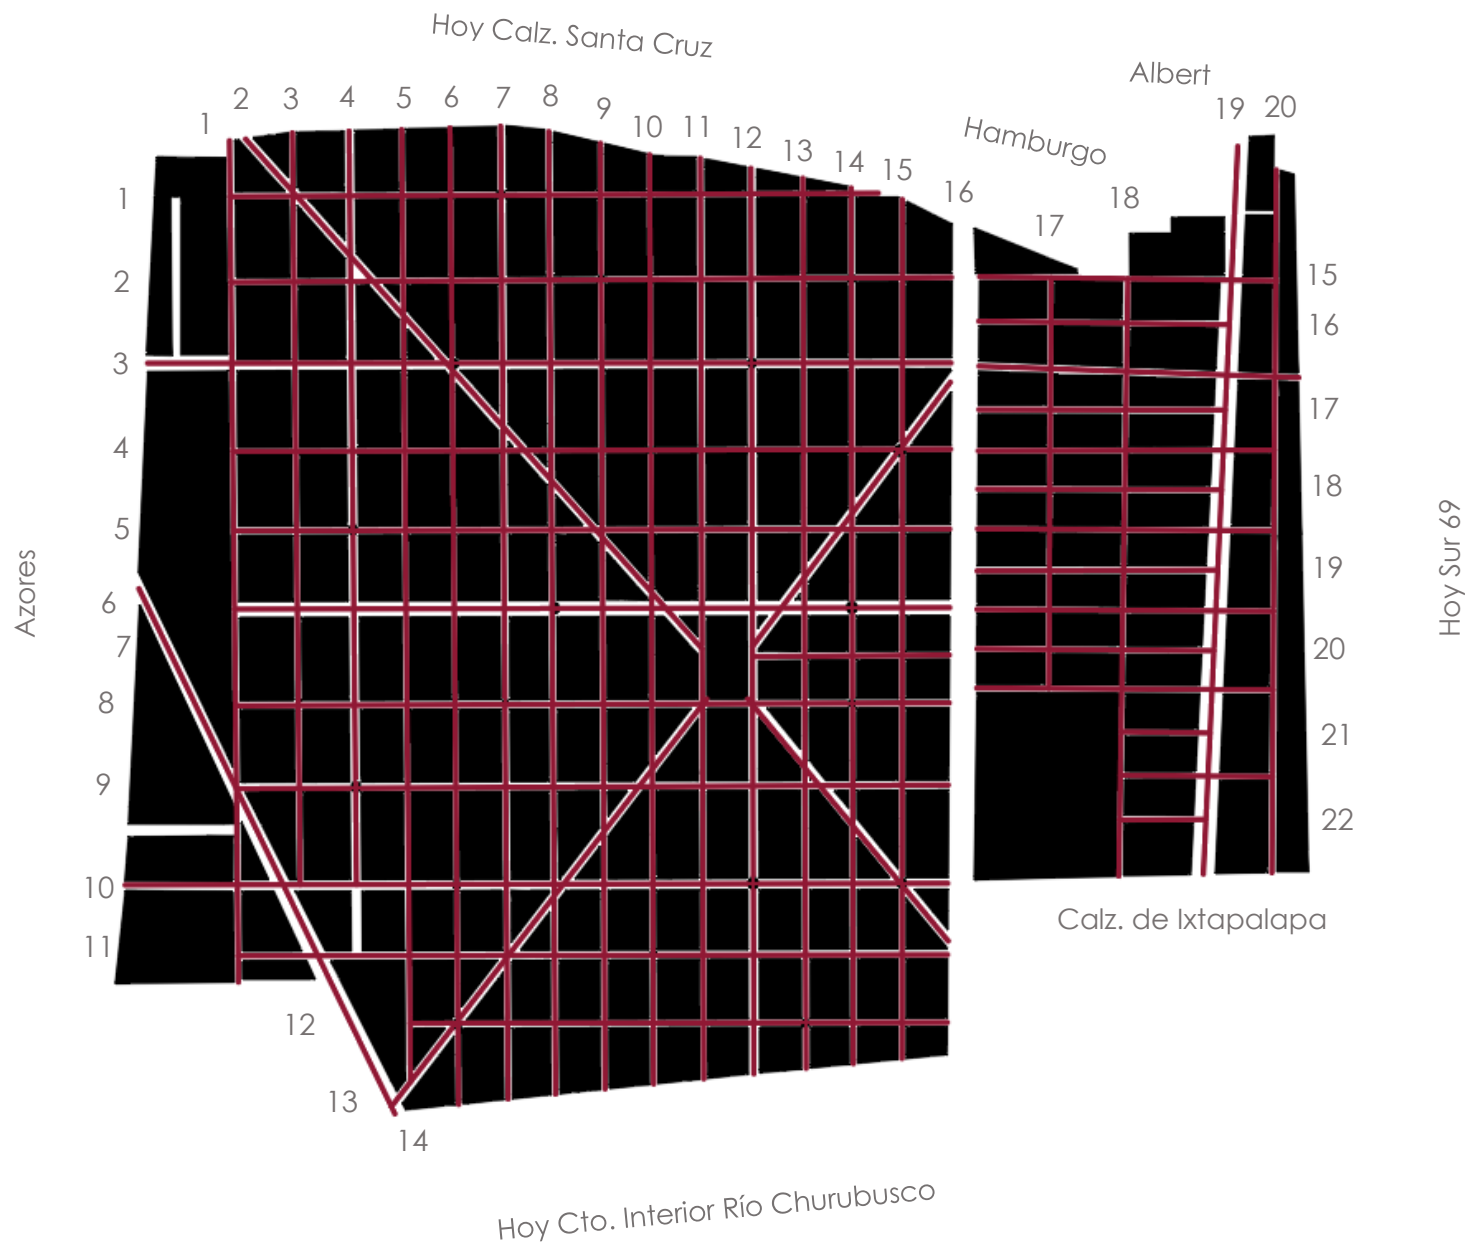 Hoy Calz. Santa Cruz
Albert
Hamburgo
1 2 3 4 5 6 7 8 9 10 11 12 13 14 15 16 17 18 19 20
1
2
3
4
5
6
7
8
9
10
11
12
13
14
15
16
17
18
19
20
21
22
Azores
Hoy Sur 69
Calz. de Ixtapalapa
Hoy Cto. Interior Río Churubusco